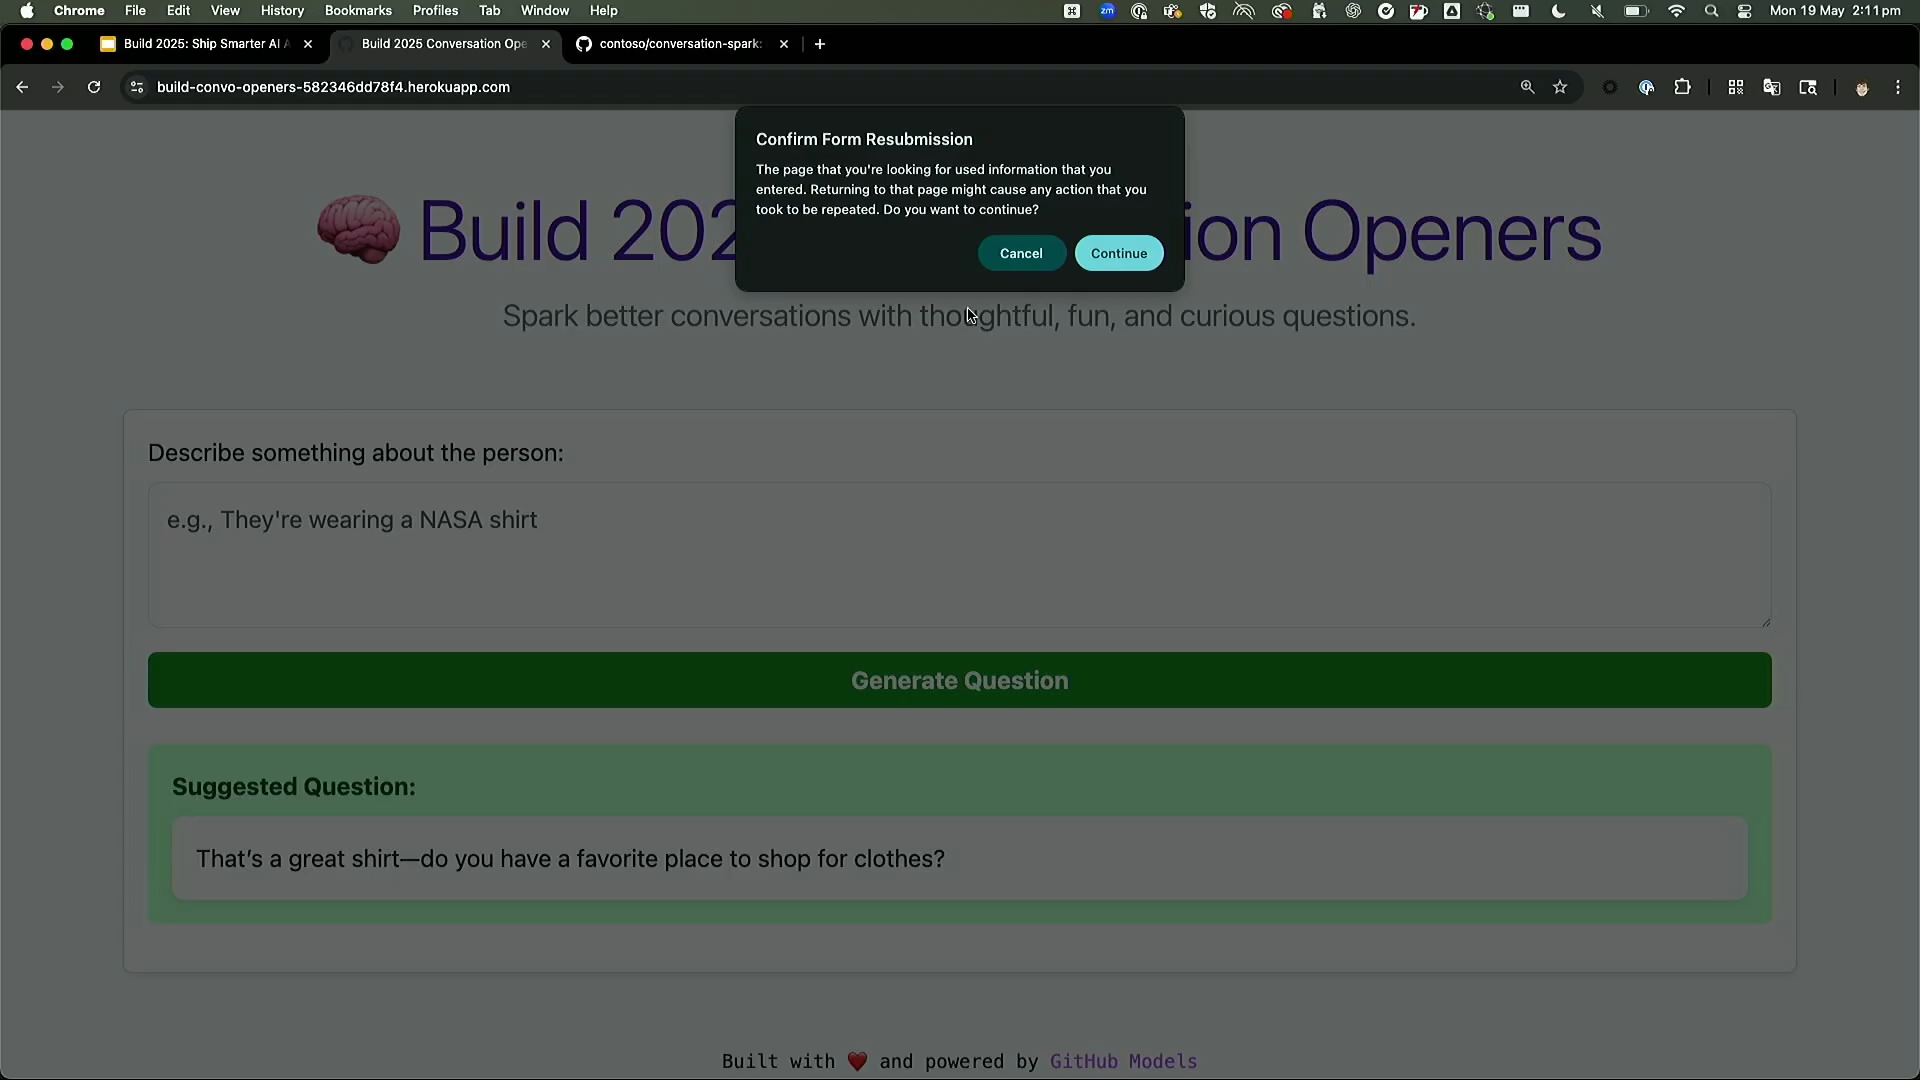 Chrome File Edit View History Bookmarks Profiles Tab Window Help Mon 19 May 2:11 pm
Build 2025: Ship Smarter AI A
Build 2025 Conversation Ope
contoso/conversation-spark:
build-convo-openers-582346dd78f4.herokuapp.com
Confirm Form Resubmission
The page that you're looking for used information that you
entered. Returning to that page might cause any action that you
took to be repeated. Do you want to continue?
Cancel
Continue
Build 202 ion Openers
Spark better conversations with thoughtful, fun, and curious questions.
Describe something about the person:
e.g., They're wearing a NASA shirt
Generate Question
Suggested Question:
That's a great shirt—do you have a favorite place to shop for clothes?
Built with ❤️ and powered by GitHub Models